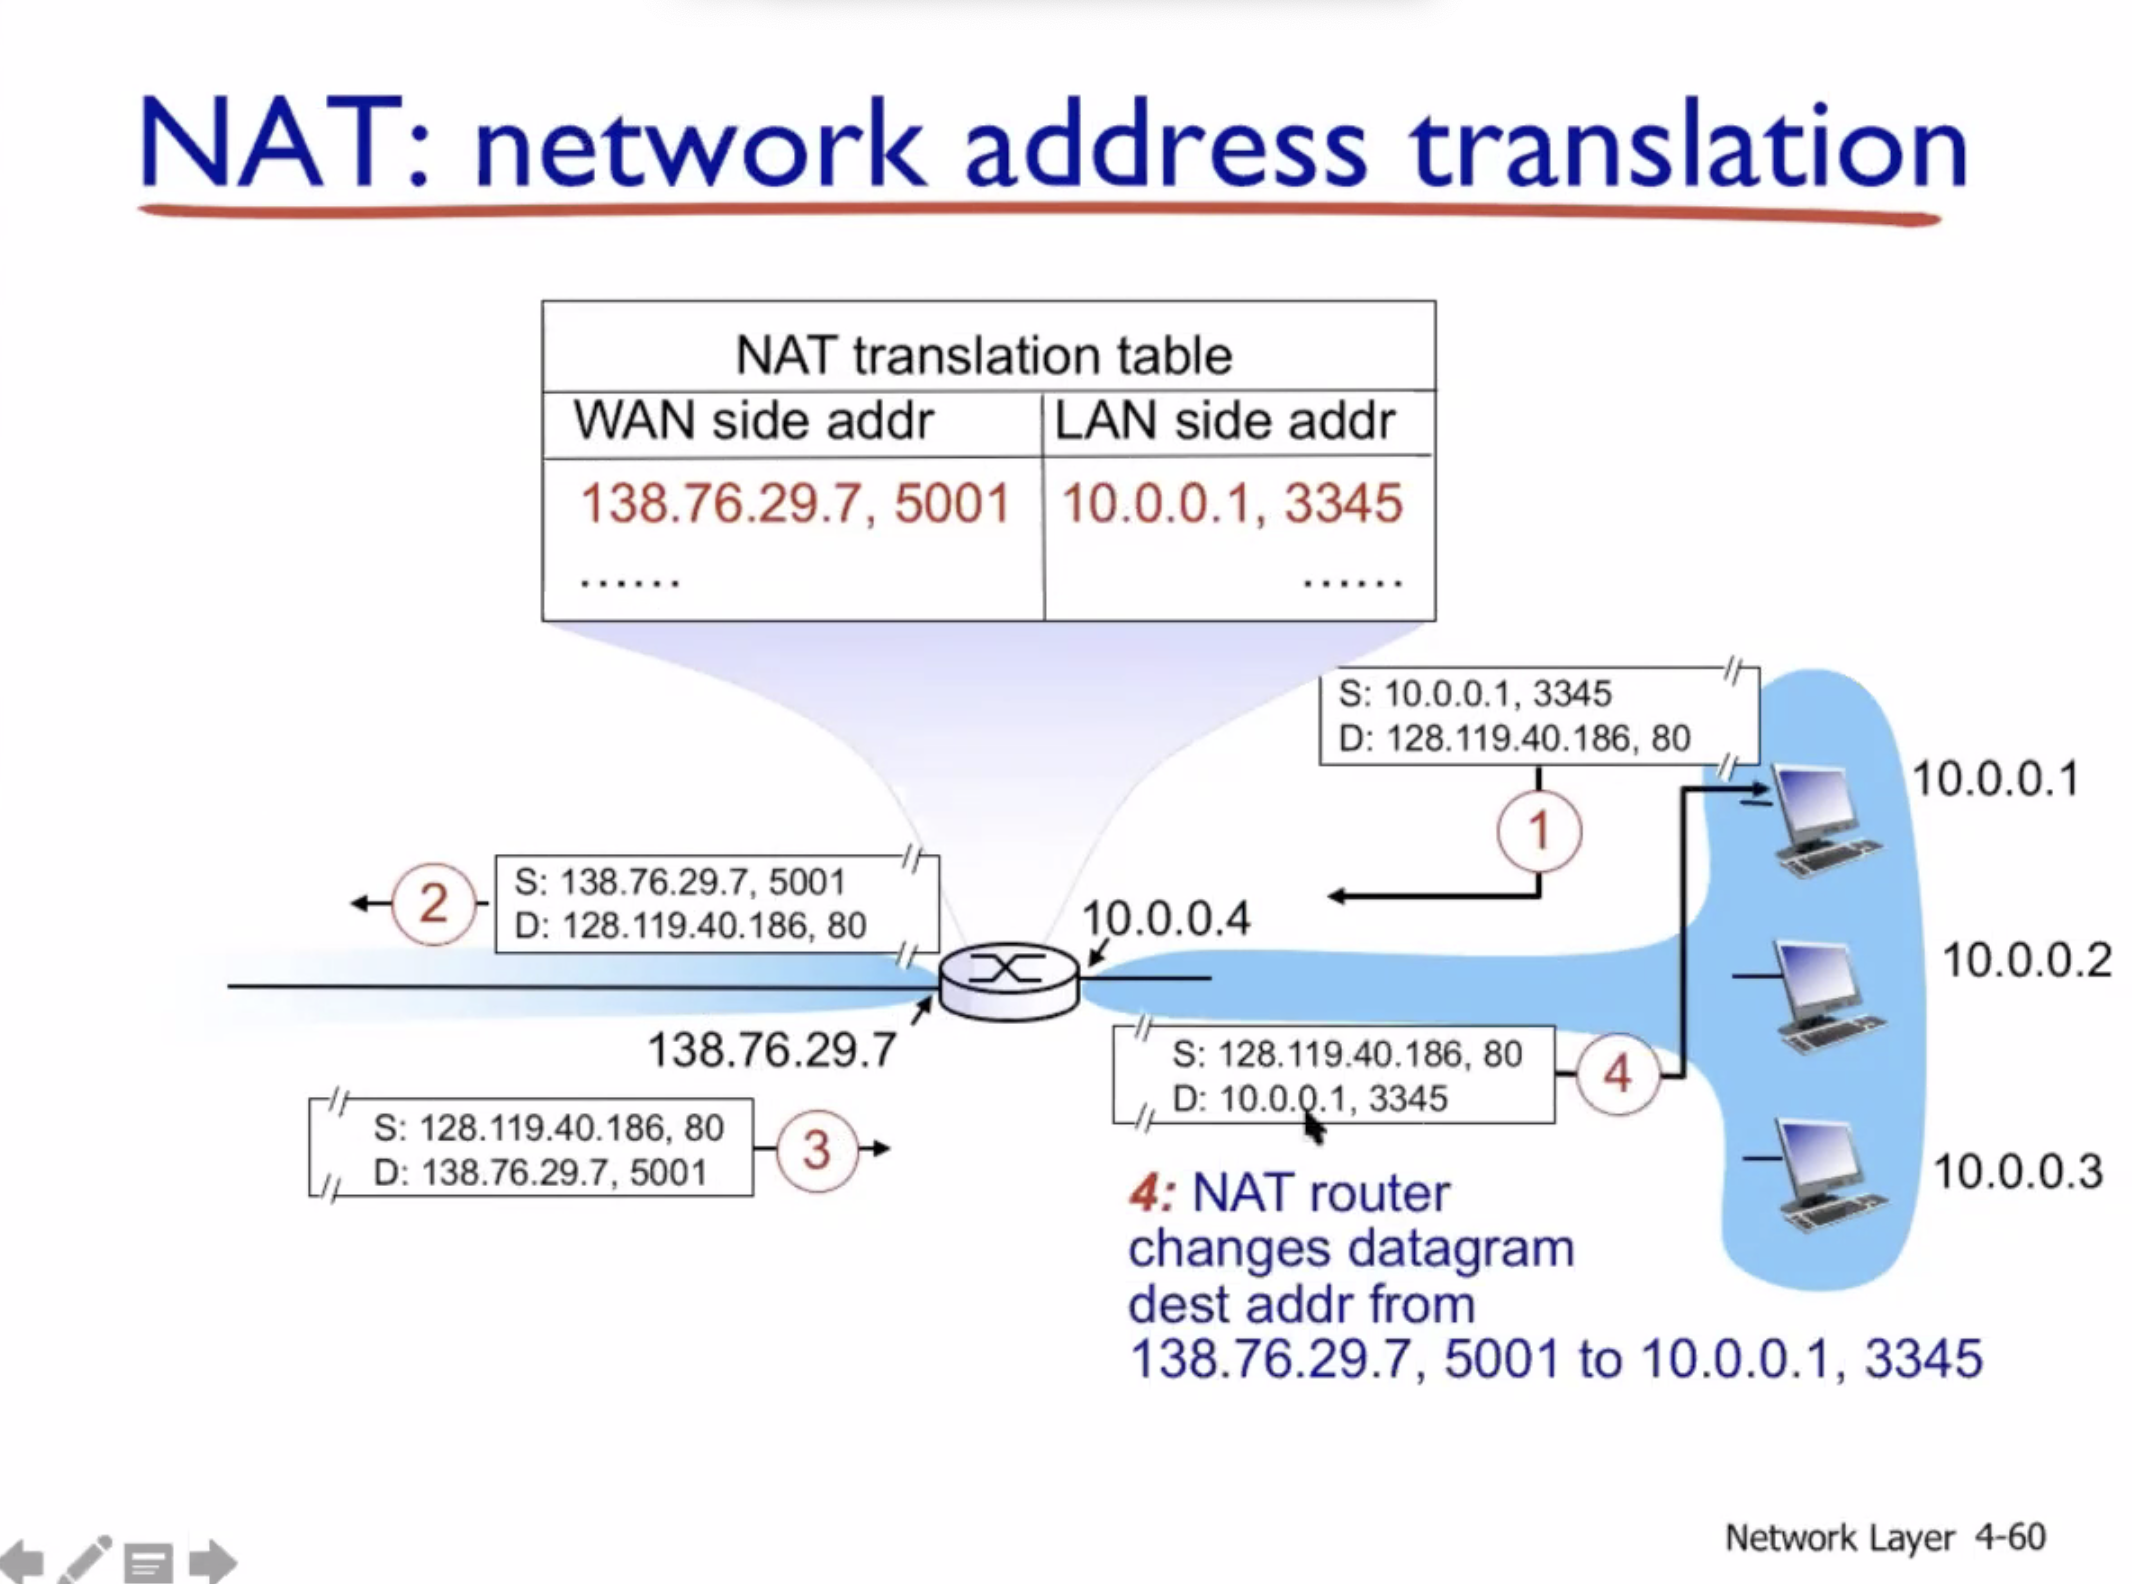 NAT: network address translation
NAT translation table
WAN side addr LAN side addr
138.76.29.7, 5001 10.0.0.1, 3345
...... ......
S: 10.0.0.1, 3345
D: 128.119.40.186, 80
10.0.0.1
1
2
S: 138.76.29.7, 5001
D: 128.119.40.186, 80
10.0.0.4
10.0.0.2
138.76.29.7
S: 128.119.40.186, 80
D: 10.0.0.1, 3345
4
S: 128.119.40.186, 80
D: 138.76.29.7, 5001
3
10.0.0.3
4: NAT router
changes datagram
dest addr from
138.76.29.7, 5001 to 10.0.0.1, 3345
Network Layer 4-60